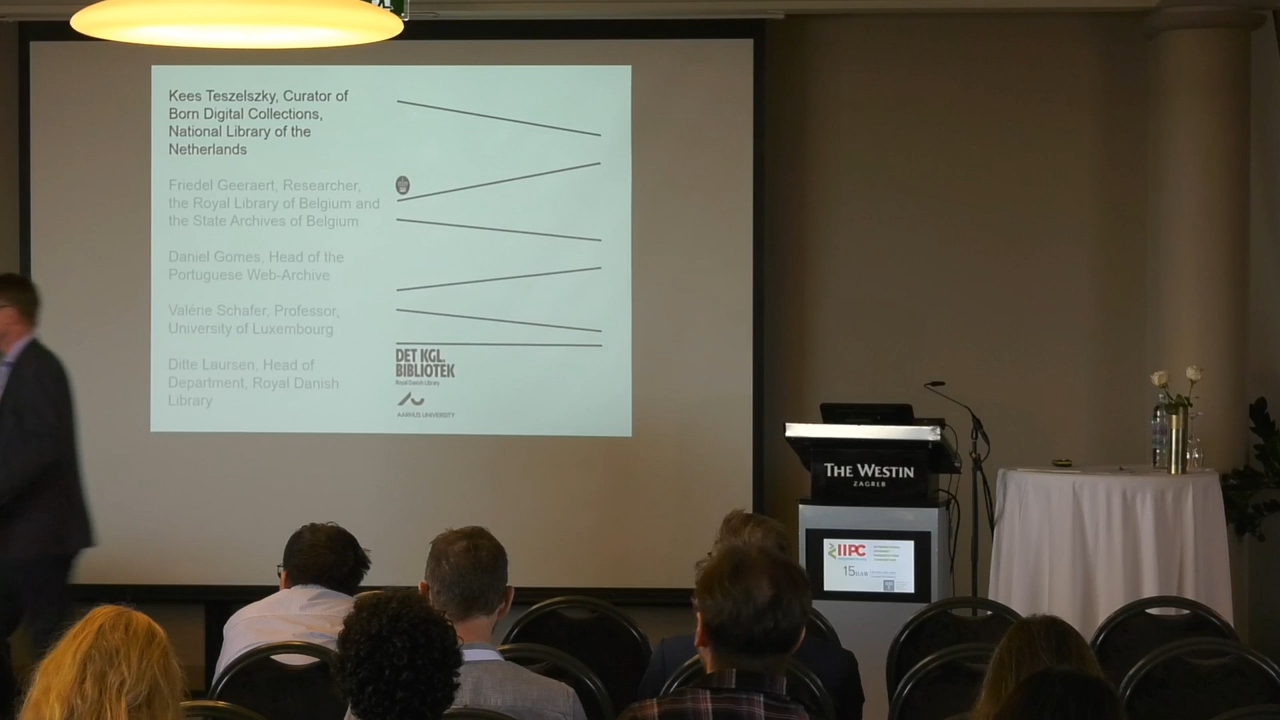 Kees Teszelszky, Curator of
Born Digital Collections,
National Library of the
Netherlands
Friedel Geeraert, Researcher,
the Royal Library of Belgium and
the State Archives of Belgium
Daniel Gomes, Head of the
Portuguese Web-Archive
Valérie Schafer, Professor,
University of Luxembourg
Ditte Laursen, Head of
Department, Royal Danish
Library
DET KGL.
BIBLIOTEK
Royal Danish Library
AARHUS UNIVERSITY
THE WESTIN
ZAGREB
IIPC